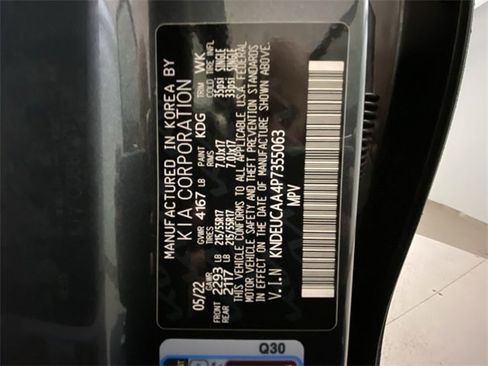 MANUFACTURED IN KOREA BY
KIA CORPORATION
05/22 GVWR 4167 LB PAINT KDG TRIM WK
GAWR TIRES RIMS COLD TIRE INFL
FRONT 2293 LB 215/55R17 7.0Jx17 35psi SINGLE
REAR 2117 LB 215/55R17 7.0Jx17 33psi SINGLE
THIS VEHICLE CONFORMS TO ALL APPLICABLE U.S.A FEDERAL
MOTOR VEHICLE SAFETY AND THEFT PREVENTION STANDARDS
IN EFFECT ON THE DATE OF MANUFACTURE SHOWN ABOVE.
V.I.N KNDEUCAA4P7355063
MPV
Q30